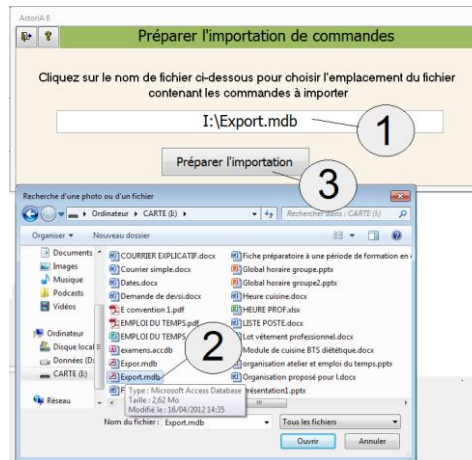 AstoriA 8
Préparer l'importation de commandes
Cliquez sur le nom de fichier ci-dessous pour choisir l'emplacement du fichier
contenant les commandes à importer
I:\Export.mdb
1
Préparer l'importation
3
Recherche d'une photo ou d'un fichier
Ordinateur ▸ CARTE (I:) ▸
Rechercher dans : CARTE (I:)
Organiser ▾ Nouveau dossier
Documents
Images
Musique
Podcasts
Vidéos
Ordinateur
Disque local
Données (D:
CARTE (I:)
Réseau
COURRIER EXPLICATIF.docx
Courrier simple.docx
Dates.docx
Demande de devsi.docx
E convention 1.pdf
EMPLOI DU TEMPS.pdf
EMPLOI DU TEMPS
examens.accdb
Expor.mdb
Export.mdb
2
Fiche préparatoire à une période de formation en
Global horaire groupe.pptx
Global horaire groupe2.pptx
Heure cuisine.docx
HEURE PROF.xlsx
LISTE POSTE.docx
Lot vêtement professionnel.docx
Module de cuisine BTS diététique.docx
organisation atelier et emploi du temps.pptx
Organisation proposé pour l.docx
Présentation1.pptx
Type : Microsoft Access Database
Taille : 2,62 Mo
Modifié le : 16/04/2012 14:35
Nom du fichier : Export.mdb
Tous les fichiers
Ouvrir
Annuler